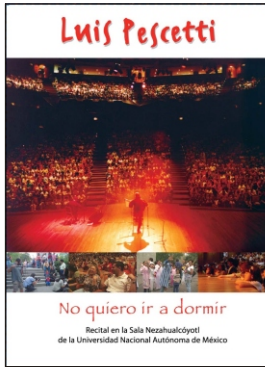 Luis Pescetti
No quiero ir a dormir
Recital en la Sala Nezahualcóyotl
de la Universidad Nacional Autónoma de México